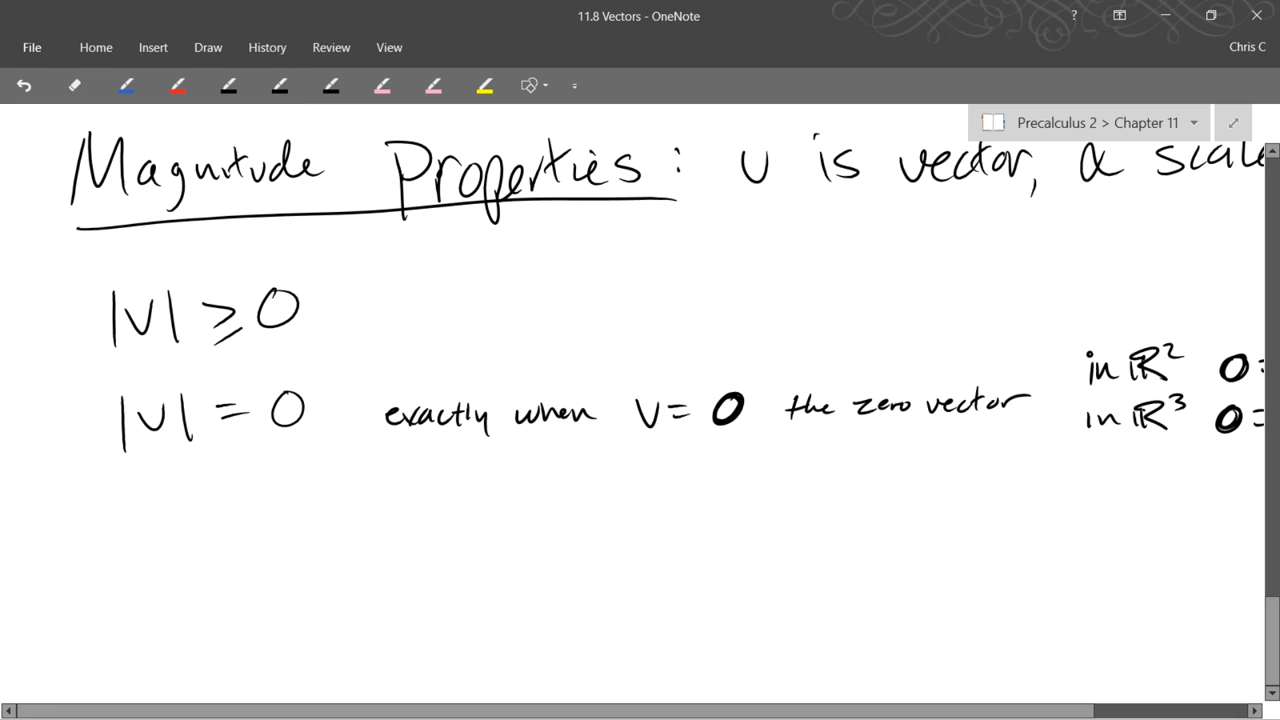 11.8 Vectors - OneNote
?
File Home Insert Draw History Review View
Chris C
Precalculus 2 > Chapter 11
Magnitude Properties: v is vector, a scale
|v| ≥ 0
in ℝ² 0=
|v| = 0 exactly when v = 0 the zero vector
in ℝ³ 0=